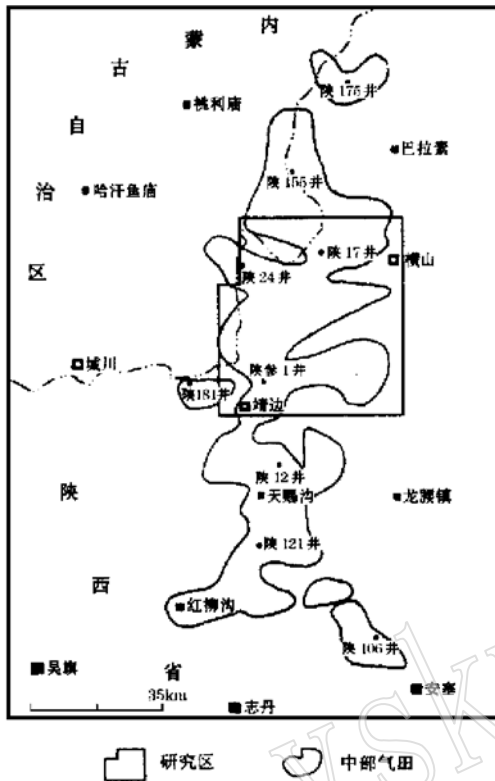 内蒙古自治区
陕175井
桃利庙
巴拉素
陕155井
哈汗鱼庙
陕17井
横山
陕24井
城川
陕参1井
陕181井
靖边
陕12井
天赐沟
龙腰镇
陕121井
红柳沟
陕106井
吴旗
安塞
35km
志丹
陕西省
研究区
中部气田